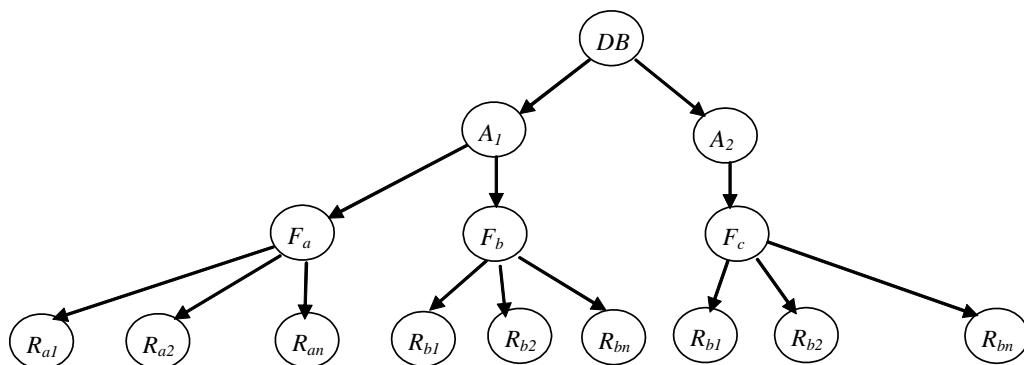 DB
A1 A2
Fa Fb Fc
Ra1 Ra2 Ran Rb1 Rb2 Rbn Rb1 Rb2 Rbn